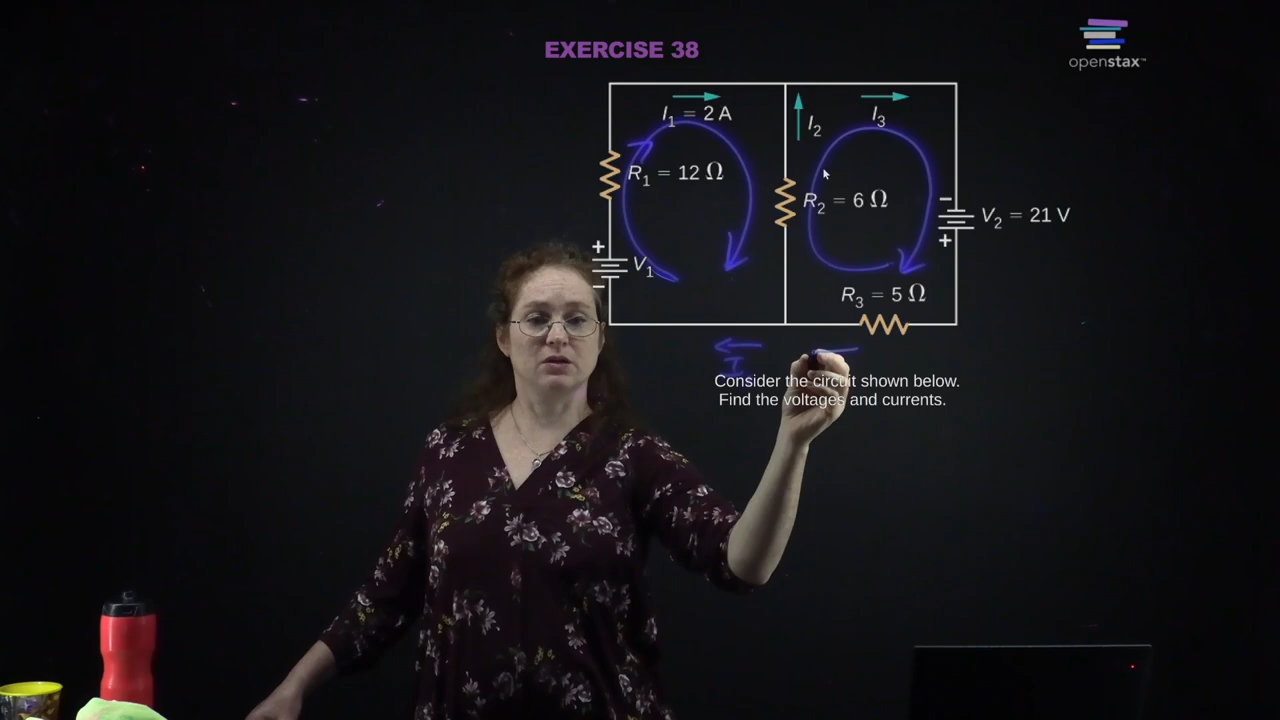 EXERCISE 38
openstax™
I₁ = 2 A
I₂
I₃
R₁ = 12 Ω
R₂ = 6 Ω
V₂ = 21 V
V₁
R₃ = 5 Ω
+
−
−
+
I
Consider the circuit shown below.
Find the voltages and currents.